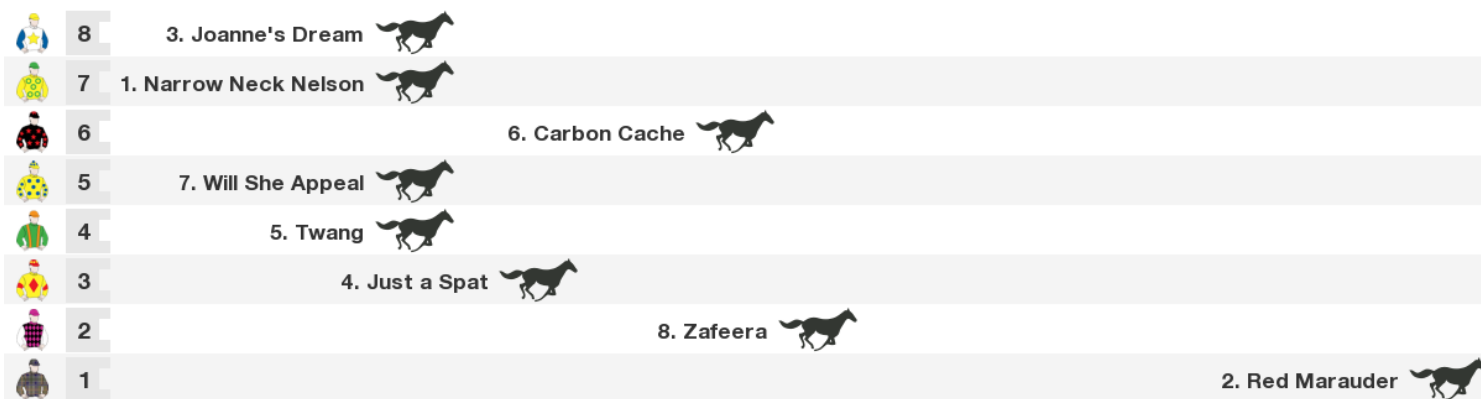 8 3. Joanne's Dream
7 1. Narrow Neck Nelson
6 6. Carbon Cache
5 7. Will She Appeal
4 5. Twang
3 4. Just a Spat
2 8. Zafeera
1 2. Red Marauder